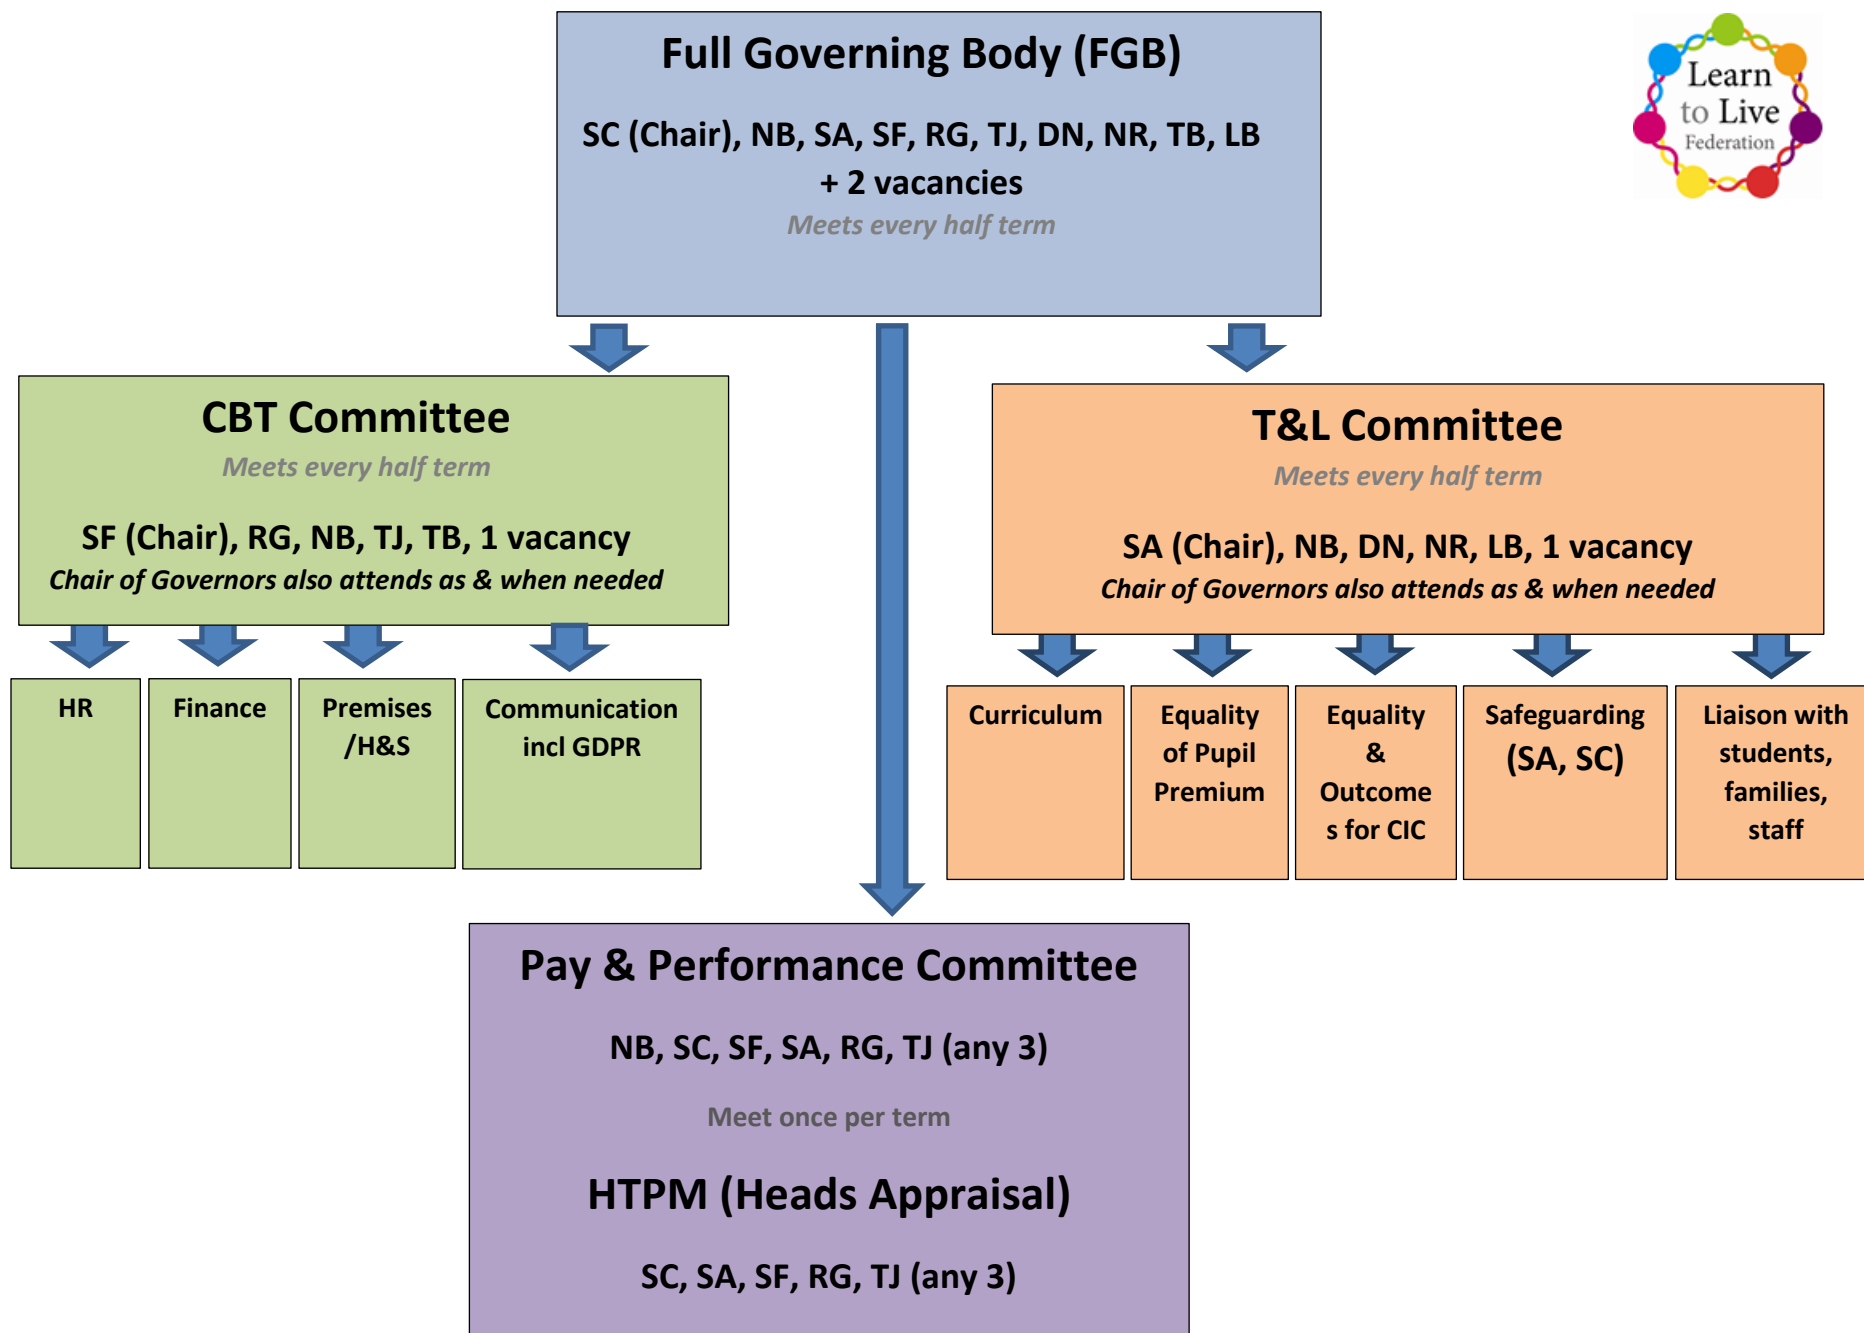 Full Governing Body (FGB)
SC (Chair), NB, SA, SF, RG, TJ, DN, NR, TB, LB
+ 2 vacancies
Meets every half term
Learn
to Live
Federation
CBT Committee
Meets every half term
SF (Chair), RG, NB, TJ, TB, 1 vacancy
Chair of Governors also attends as & when needed
T&L Committee
Meets every half term
SA (Chair), NB, DN, NR, LB, 1 vacancy
Chair of Governors also attends as & when needed
HR
Finance
Premises
/H&S
Communication
incl GDPR
Curriculum
Equality
of Pupil
Premium
Equality
&
Outcome
s for CIC
Safeguarding
(SA, SC)
Liaison with
students,
families,
staff
Pay & Performance Committee
NB, SC, SF, SA, RG, TJ (any 3)
Meet once per term
HTPM (Heads Appraisal)
SC, SA, SF, RG, TJ (any 3)